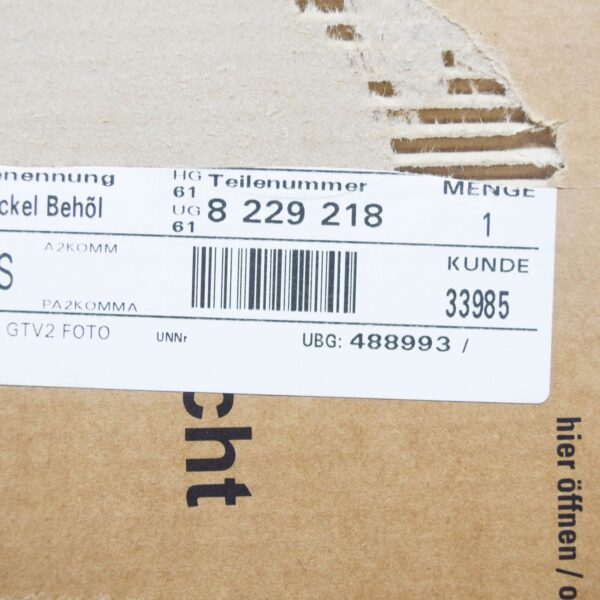 enennung HG 61 Teilenummer MENGE
ckel Behõl UG 61 8 229 218 1
S A2KOMM KUNDE
PA2KOMMA 33985
GTV2 FOTO UNNr UBG: 488993 /
cht
hier öffnen / o